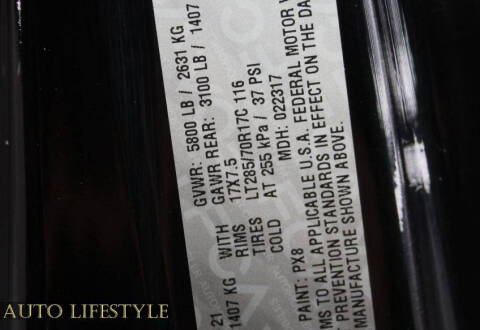 21 GVWR: 5800 LB / 2631 KG
1407 KG GAWR REAR: 3100 LB / 1407
WITH 17X7.5
RIMS LT285/70R17C 116
TIRES AT 255 kPa / 37 PSI
COLD MDH: 022317
PAINT: PX8
MS TO ALL APPLICABLE U.S.A. FEDERAL MOTOR V
PREVENTION STANDARDS IN EFFECT ON THE DA
MANUFACTURE SHOWN ABOVE.
AUTO LIFESTYLE